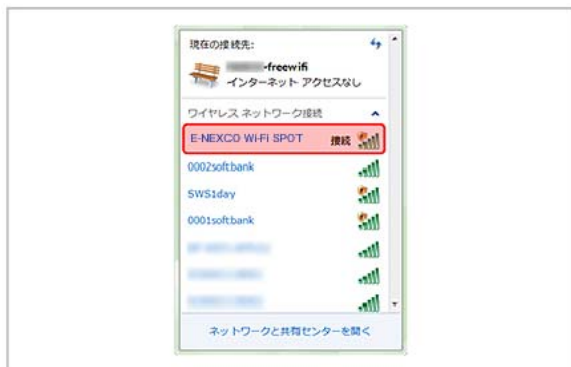 現在の接続先:
-freewifi
インターネット アクセスなし
ワイヤレス ネットワーク接続
E-NEXCO Wi-Fi SPOT 接続
0002softbank
SWS1day
0001softbank
ネットワークと共有センターを開く